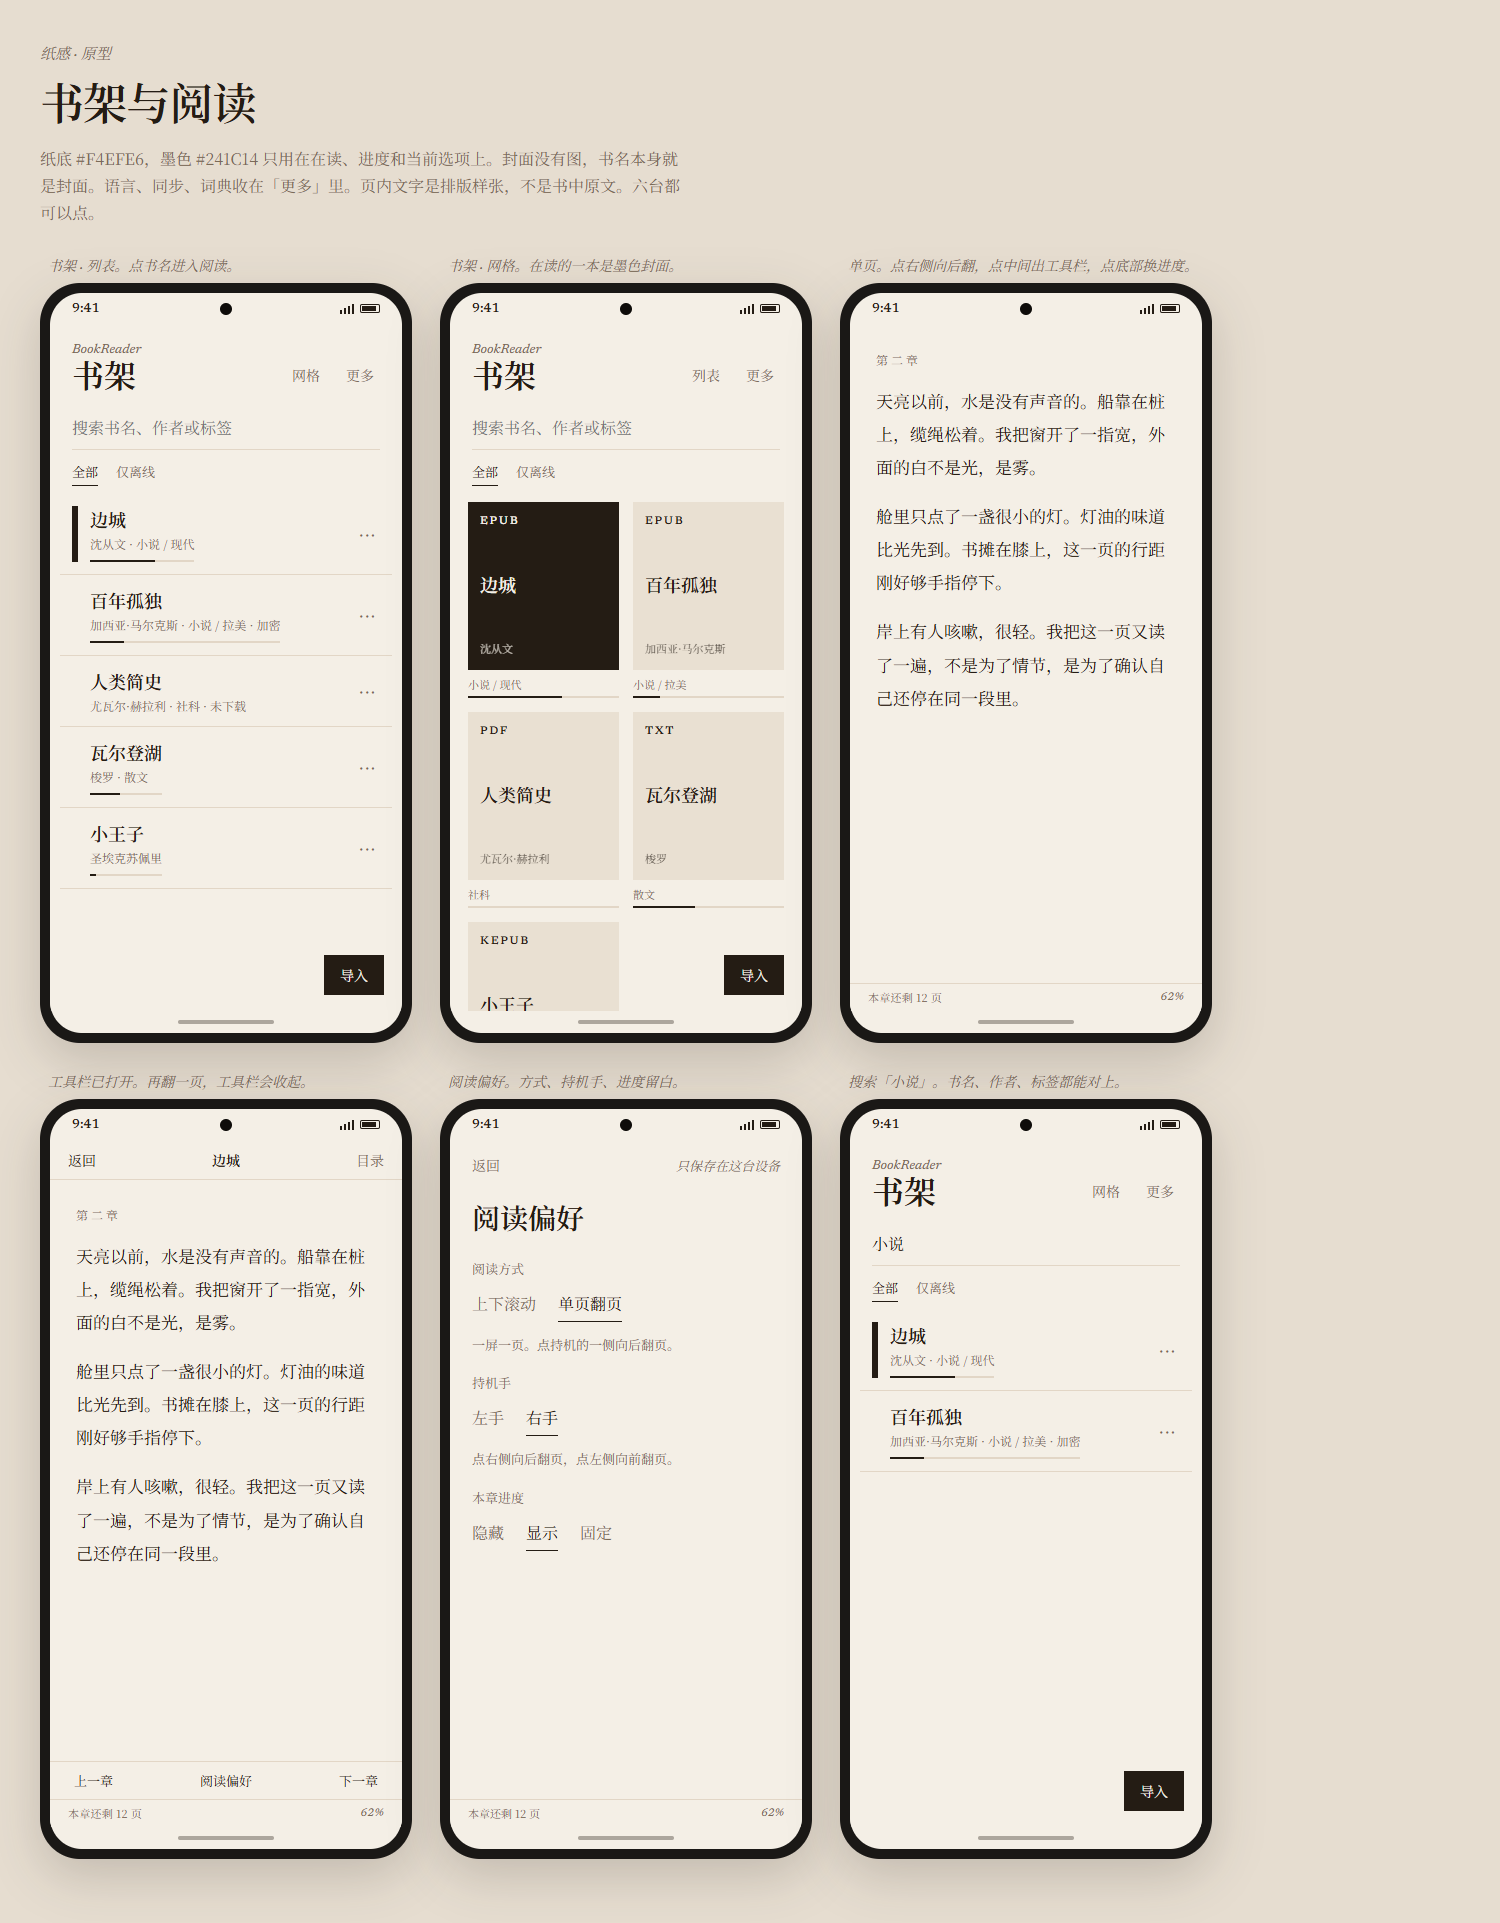 纸感 · 原型
书架与阅读
纸底 #F4EFE6，墨色 #241C14 只用在在读、进度和当前选项上。封面没有图，书名本身就
是封面。语言、同步、词典收在「更多」里。页内文字是排版样张，不是书中原文。六台都
可以点。
书架 · 列表。点书名进入阅读。
9:41
BookReader
书架
网格 更多
搜索书名、作者或标签
全部 仅离线
边城
沈从文 · 小说 / 现代
···
百年孤独
加西亚·马尔克斯 · 小说 / 拉美 · 加密
···
人类简史
尤瓦尔·赫拉利 · 社科 · 未下载
···
瓦尔登湖
梭罗 · 散文
···
小王子
圣埃克苏佩里
···
导入
书架 · 网格。在读的一本是墨色封面。
9:41
BookReader
书架
列表 更多
搜索书名、作者或标签
全部 仅离线
EPUB
边城
沈从文
小说 / 现代
EPUB
百年孤独
加西亚·马尔克斯
小说 / 拉美
PDF
人类简史
尤瓦尔·赫拉利
社科
TXT
瓦尔登湖
梭罗
散文
KEPUB
小王子
导入
单页。点右侧向后翻，点中间出工具栏，点底部换进度。
9:41
第二章
天亮以前，水是没有声音的。船靠在桩
上，缆绳松着。我把窗开了一指宽，外
面的白不是光，是雾。
舱里只点了一盏很小的灯。灯油的味道
比光先到。书摊在膝上，这一页的行距
刚好够手指停下。
岸上有人咳嗽，很轻。我把这一页又读
了一遍，不是为了情节，是为了确认自
己还停在同一段里。
本章还剩 12 页
62%
工具栏已打开。再翻一页，工具栏会收起。
9:41
返回 边城 目录
第二章
天亮以前，水是没有声音的。船靠在桩
上，缆绳松着。我把窗开了一指宽，外
面的白不是光，是雾。
舱里只点了一盏很小的灯。灯油的味道
比光先到。书摊在膝上，这一页的行距
刚好够手指停下。
岸上有人咳嗽，很轻。我把这一页又读
了一遍，不是为了情节，是为了确认自
己还停在同一段里。
上一章 阅读偏好 下一章
本章还剩 12 页
62%
阅读偏好。方式、持机手、进度留白。
9:41
返回 只保存在这台设备
阅读偏好
阅读方式
上下滚动 单页翻页
一屏一页。点持机的一侧向后翻页。
持机手
左手 右手
点右侧向后翻页，点左侧向前翻页。
本章进度
隐藏 显示 固定
本章还剩 12 页
62%
搜索「小说」。书名、作者、标签都能对上。
9:41
BookReader
书架
网格 更多
小说
全部 仅离线
边城
沈从文 · 小说 / 现代
···
百年孤独
加西亚·马尔克斯 · 小说 / 拉美 · 加密
···
导入